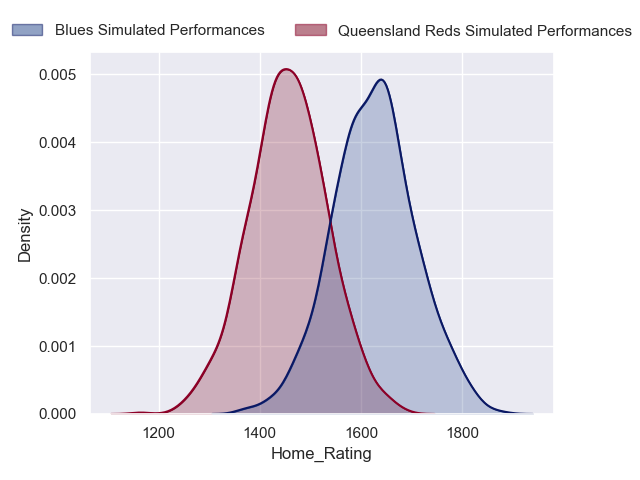 Blues Simulated Performances
Queensland Reds Simulated Performances
0.005
0.004
0.003
0.002
0.001
0.000
Density
1200
1400
1600
1800
Home_Rating